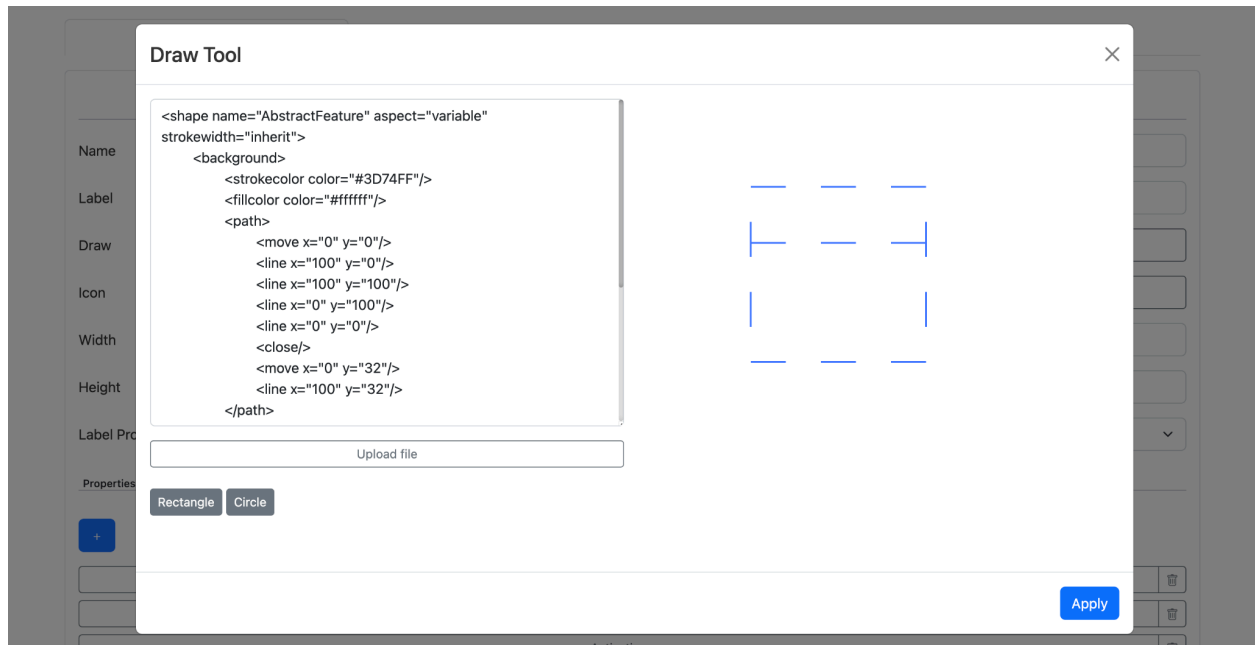 Draw Tool
<shape name="AbstractFeature" aspect="variable"
strokewidth="inherit">
<background>
<strokecolor color="#3D74FF"/>
<fillcolor color="#ffffff"/>
<path>
<move x="0" y="0"/>
<line x="100" y="0"/>
<line x="100" y="100"/>
<line x="0" y="100"/>
<line x="0" y="0"/>
<close/>
<move x="0" y="32"/>
<line x="100" y="32"/>
</path>
Upload file
Rectangle Circle
Apply
Name
Label
Draw
Icon
Width
Height
Label Pro
Properties
+